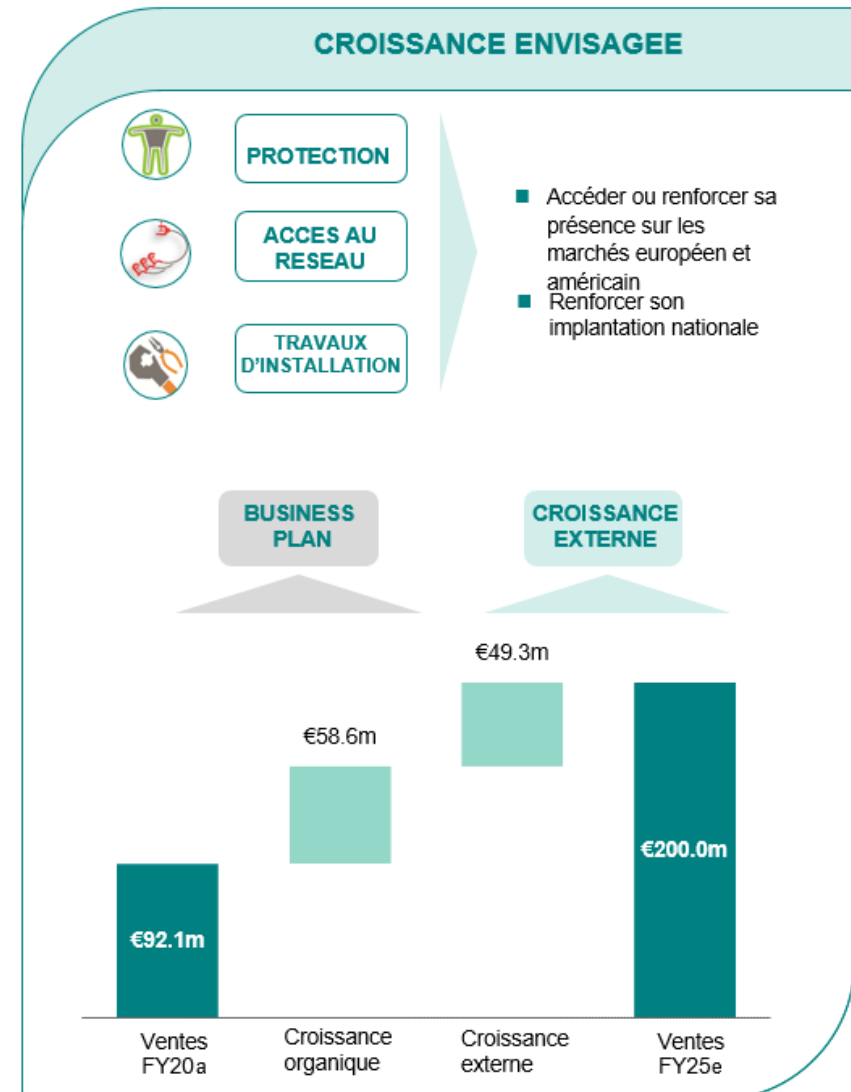 CROISSANCE ENVISAGEE
PROTECTION
ACCES AU
RESEAU
TRAVAUX
D'INSTALLATION
■ Accéder ou renforcer sa
présence sur les
marchés européen et
américain
■ Renforcer son
implantation nationale
BUSINESS
PLAN
CROISSANCE
EXTERNE
€49.3m
€58.6m
€200.0m
€92.1m
Ventes
FY20a
Croissance
organique
Croissance
externe
Ventes
FY25e